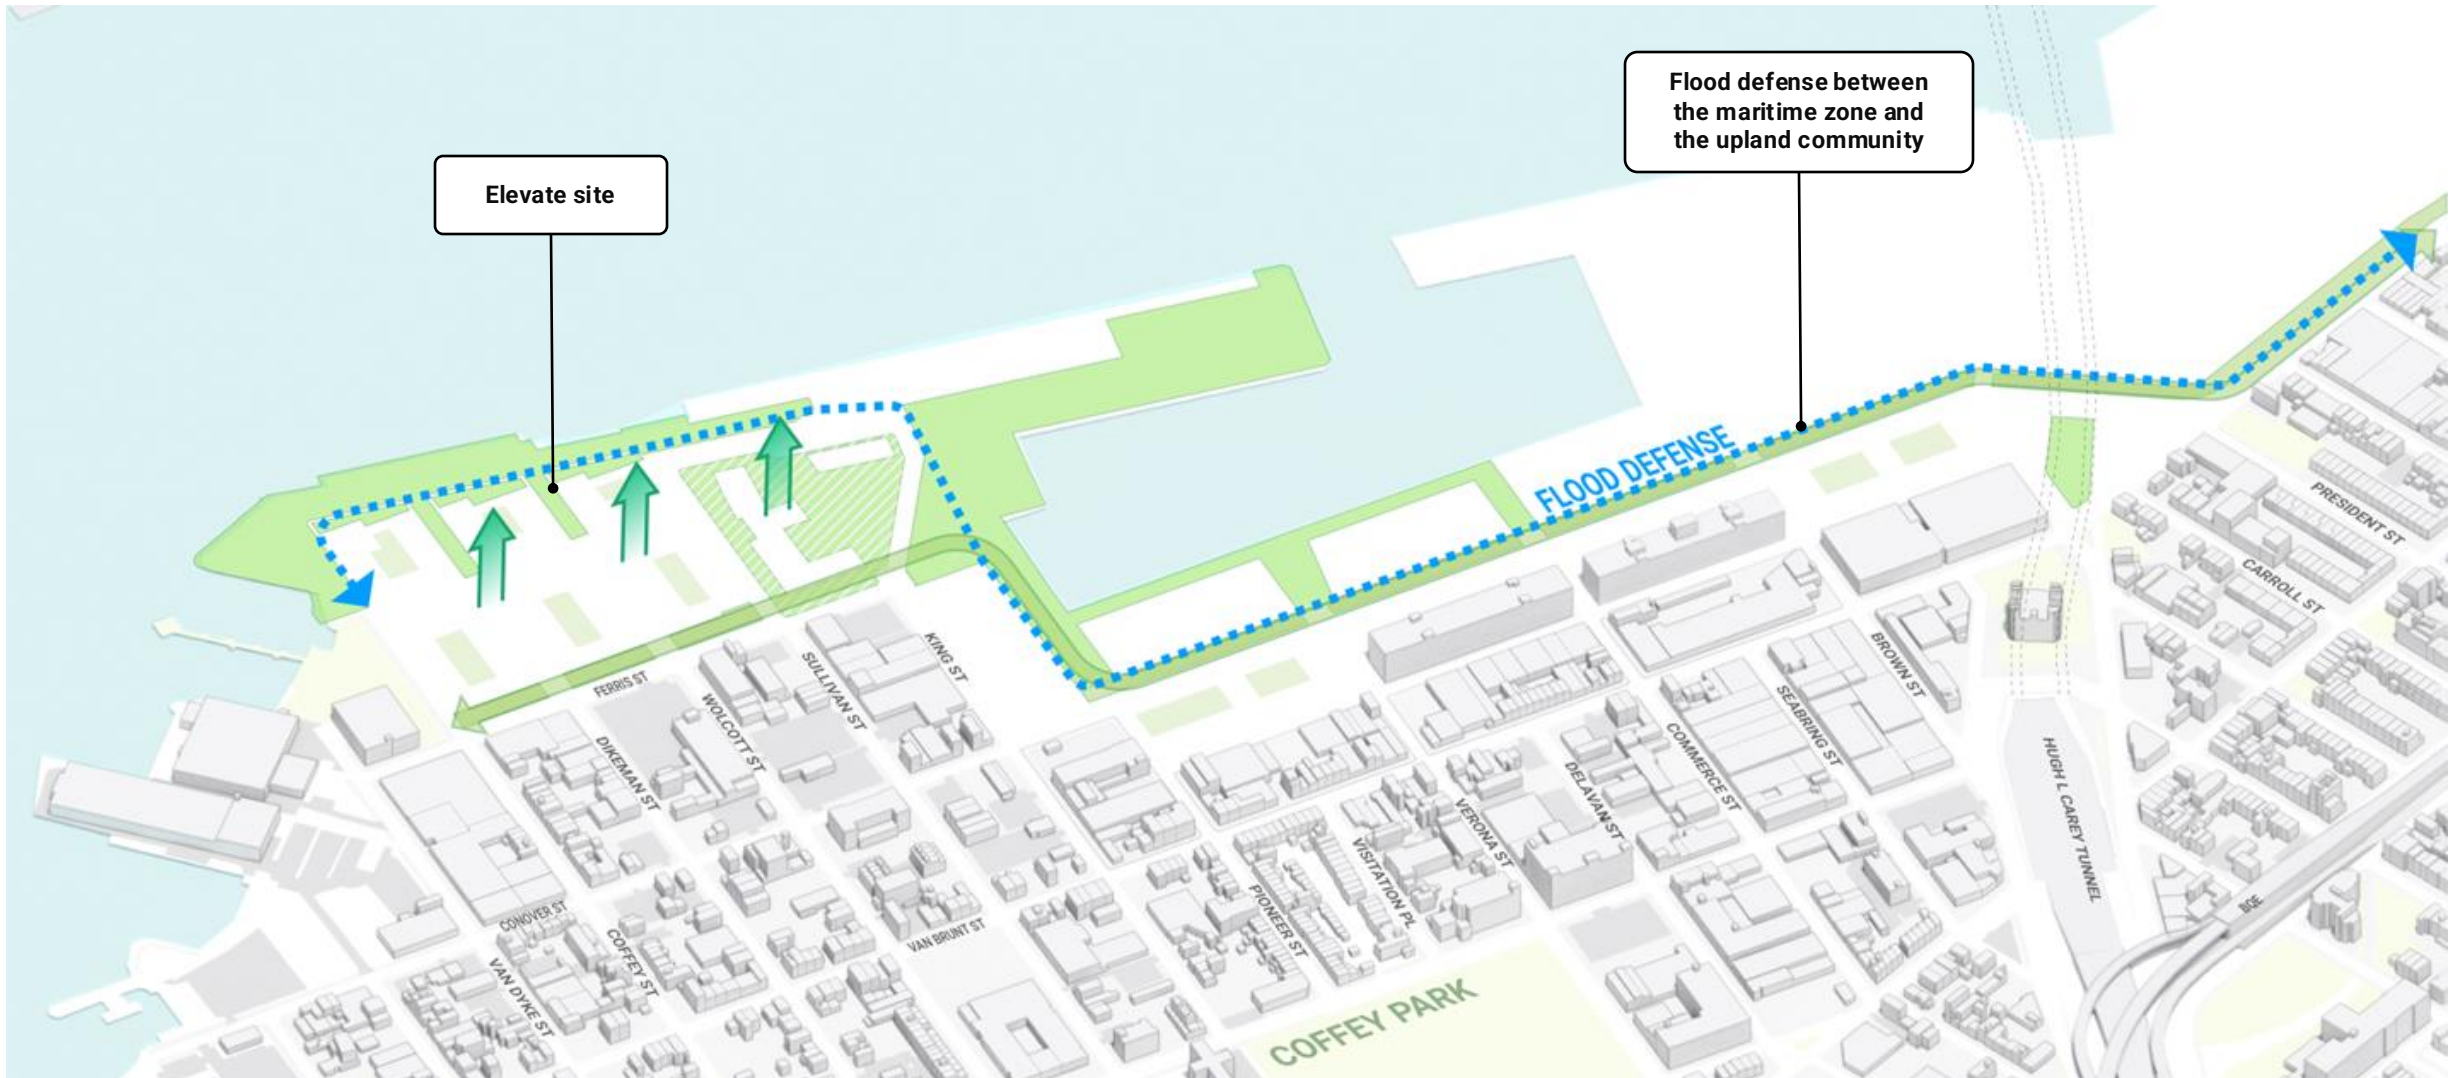 Flood defense between
the maritime zone and
the upland community
Elevate site
FLOOD DEFENSE
PRESIDENT ST
CARROLL ST
BROWN ST
KING ST
SULLIVAN ST
FERRIS ST
WOLCOTT ST
SEABRING ST
COMMERCE ST
DIKEMAN ST
HUGH L CAREY TUNNEL
DELAVAN ST
VERONA ST
VISITATION PL
PIONEER ST
BQE
CONOVER ST
VAN BRUNT ST
COFFEY ST
VAN DYKE ST
COFFEY PARK